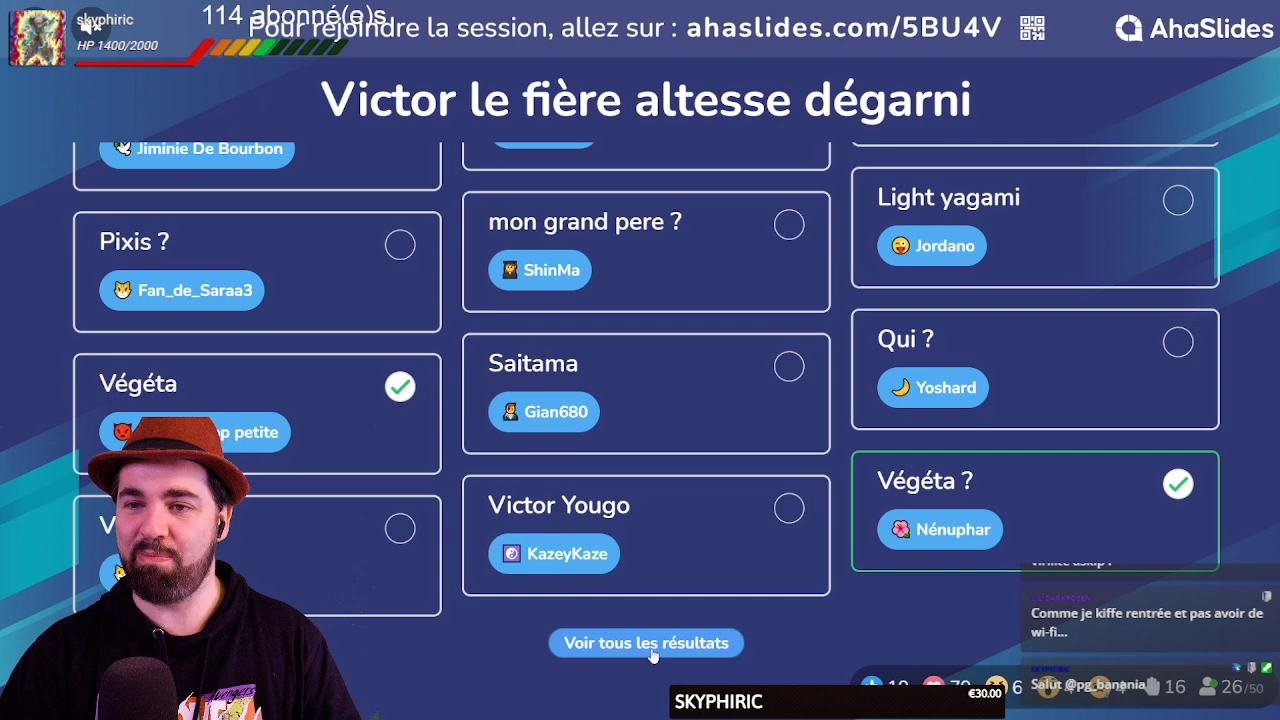 skyphiric
HP 1400/2000
114 abonné(e)s
Pour rejoindre la session, allez sur : ahaslides.com/5BU4V
AhaSlides
Victor le fière altesse dégarni
Jiminie De Bourbon
Pixis ?
Fan_de_Saraa3
Végéta
petite
mon grand pere ?
ShinMa
Saitama
Gian680
Victor Yougo
KazeyKaze
Light yagami
Jordano
Qui ?
Yoshard
Végéta ?
Nénuphar
Voir tous les résultats
Comme je kiffe rentrée et pas avoir de
wi-fi...
SKYPHIRIC
Salut @pg_banania
6
16
26/50
SKYPHIRIC
€30.00